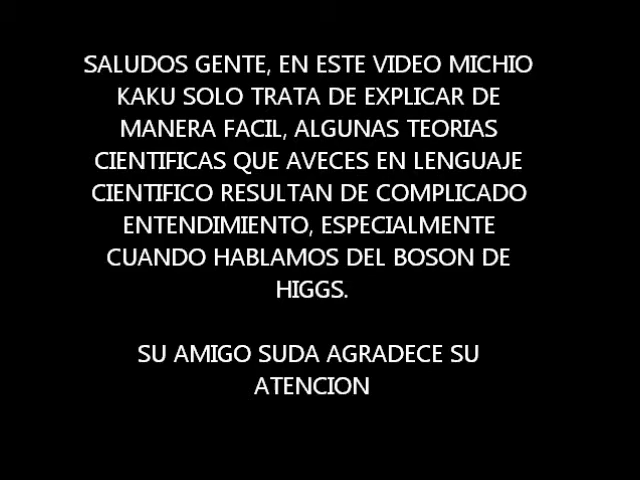 SALUDOS GENTE, EN ESTE VIDEO MICHIO
KAKU SOLO TRATA DE EXPLICAR DE
MANERA FACIL, ALGUNAS TEORIAS
CIENTIFICAS QUE AVECES EN LENGUAJE
CIENTIFICO RESULTAN DE COMPLICADO
ENTENDIMIENTO, ESPECIALMENTE
CUANDO HABLAMOS DEL BOSON DE
HIGGS.
SU AMIGO SUDA AGRADECE SU
ATENCION